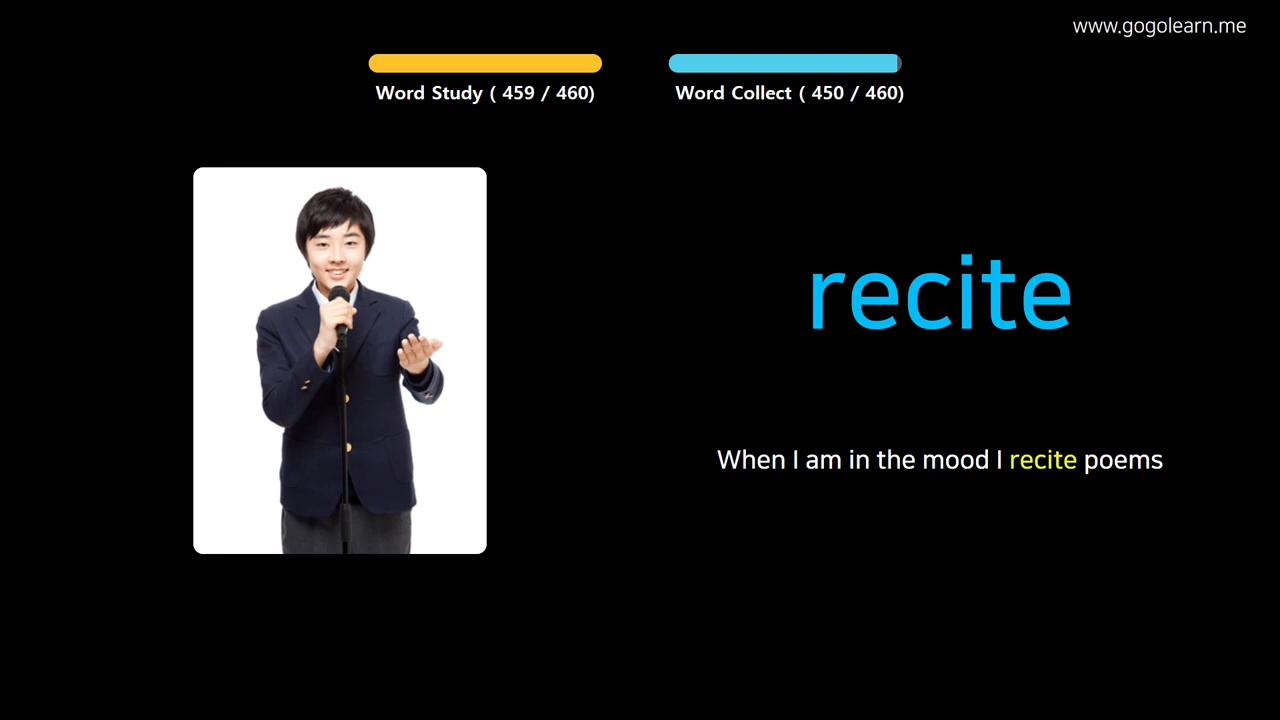 www.gogolearn.me
Word Study ( 459 / 460)
Word Collect ( 450 / 460)
recite
When I am in the mood I recite poems